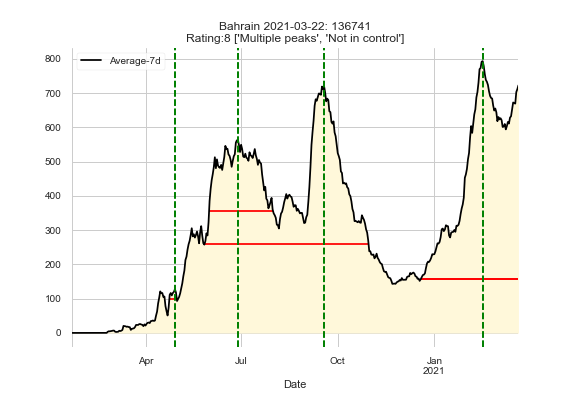 Bahrain 2021-03-22: 136741
Rating:8 ['Multiple peaks', 'Not in control']
Average-7d
800
700
600
500
400
300
200
100
0
Apr
Jul
Oct
Jan
2021
Date